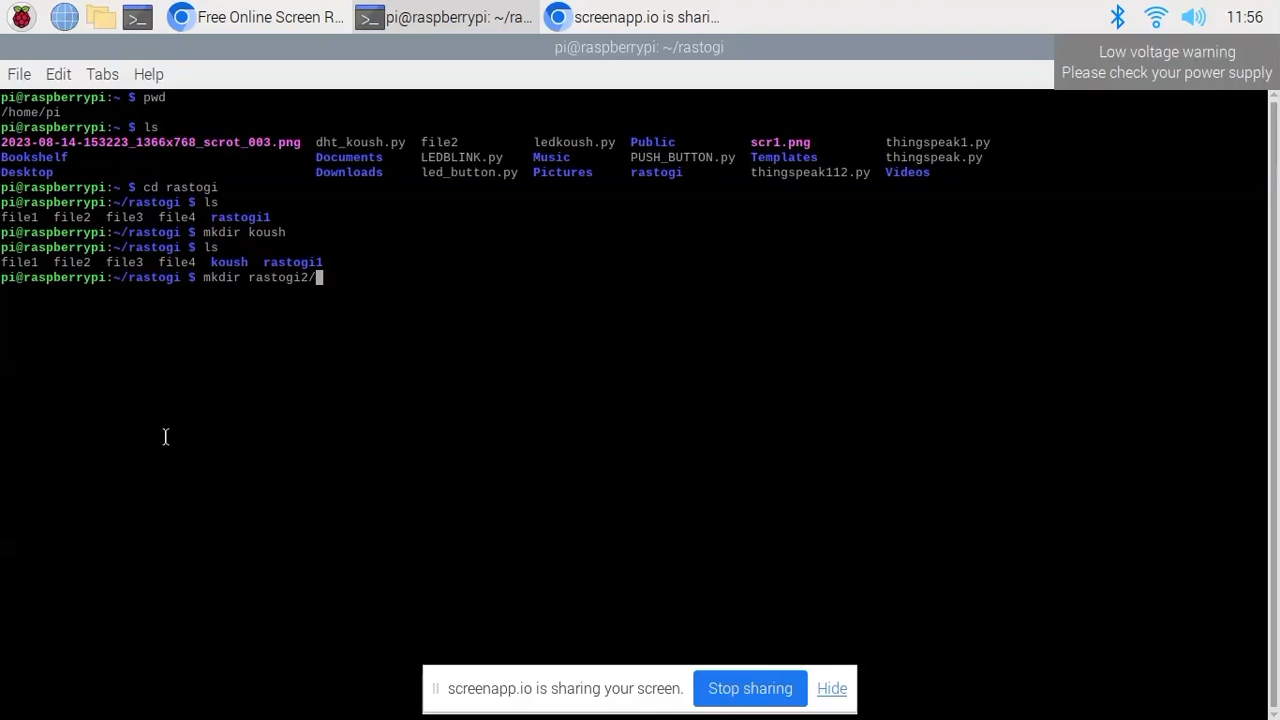 Free Online Screen R...
pi@raspberrypi: ~/ra...
screenapp.io is shari...
11:56
pi@raspberrypi: ~/rastogi
Low voltage warning
Please check your power supply
File Edit Tabs Help
pi@raspberrypi:~ $ pwd
/home/pi
pi@raspberrypi:~ $ ls
2023-08-14-153223_1366x768_scrot_003.png dht_koush.py file2 ledkoush.py Public scr1.png thingspeak1.py
Bookshelf Documents LEDBLINK.py Music PUSH_BUTTON.py Templates thingspeak.py
Desktop Downloads led_button.py Pictures rastogi thingspeak112.py Videos
pi@raspberrypi:~ $ cd rastogi
pi@raspberrypi:~/rastogi $ ls
file1 file2 file3 file4 rastogi1
pi@raspberrypi:~/rastogi $ mkdir koush
pi@raspberrypi:~/rastogi $ ls
file1 file2 file3 file4 koush rastogi1
pi@raspberrypi:~/rastogi $ mkdir rastogi2/
screenapp.io is sharing your screen. Stop sharing Hide